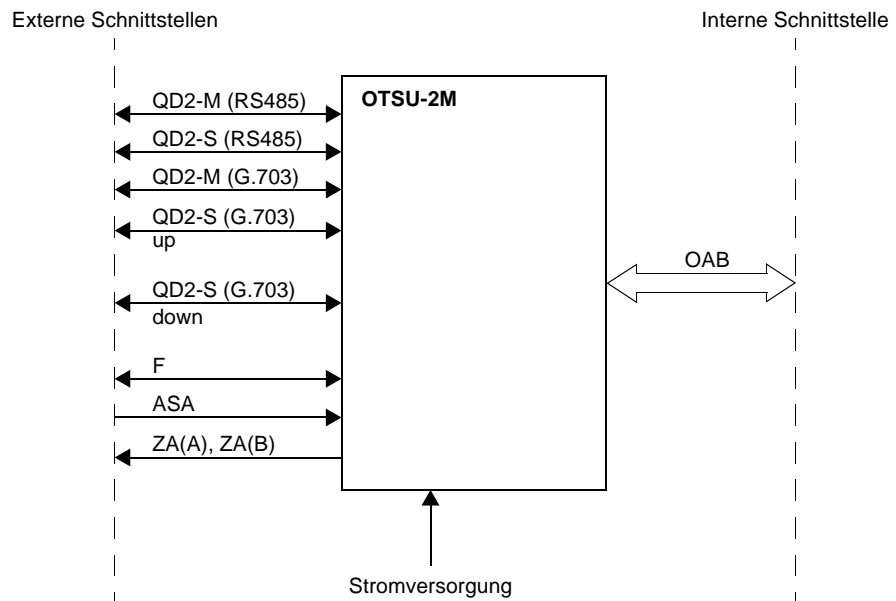 Externe Schnittstellen
Interne Schnittstelle
OTSU-2M
QD2-M (RS485)
QD2-S (RS485)
QD2-M (G.703)
QD2-S (G.703)
up
OAB
QD2-S (G.703)
down
F
ASA
ZA(A), ZA(B)
Stromversorgung